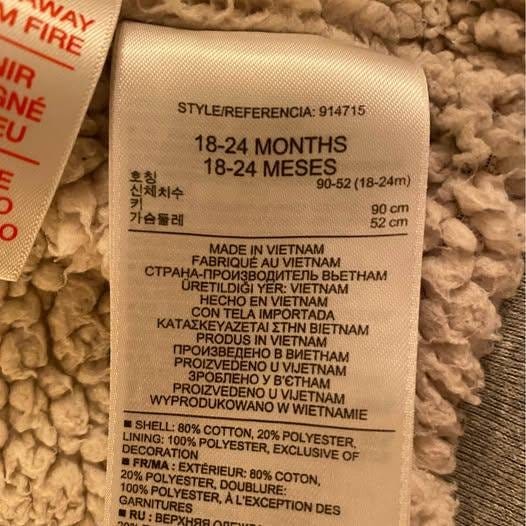 AWAY
M FIRE
NIR
GNÉ
EU
E
O
O
STYLE/REFERENCIA: 914715
18-24 MONTHS
18-24 MESES
호칭 90-52 (18-24m)
신체치수
키 90 cm
가슴둘레 52 cm
MADE IN VIETNAM
FABRIQUÉ AU VIETNAM
СТРАНА-ПРОИЗВОДИТЕЛЬ ВЬЕТНАМ
ÜRETILDIĞI YER: VIETNAM
HECHO EN VIETNAM
CON TELA IMPORTADA
ΚΑΤΑΣΚΕΥΑΖΕΤΑΙ ΣΤΗΝ ΒΙΕΤΝΑΜ
PRODUS IN VIETNAM
ПРОИЗВЕДЕНО В ВИЕТНАМ
PROIZVEDENO U VIJETNAM
ЗРОБЛЕНО У В'ЄТНАМ
PROIZVEDENO U VIJETNAM
WYPRODUKOWANO W WIETNAMIE
■ SHELL: 80% COTTON, 20% POLYESTER,
LINING: 100% POLYESTER, EXCLUSIVE OF
DECORATION
■ FR/MA : EXTÉRIEUR: 80% COTON,
20% POLYESTER, DOUBLURE:
100% POLYESTER, À L'EXCEPTION DES
GARNITURES
■ RU : ВЕРХНЯЯ